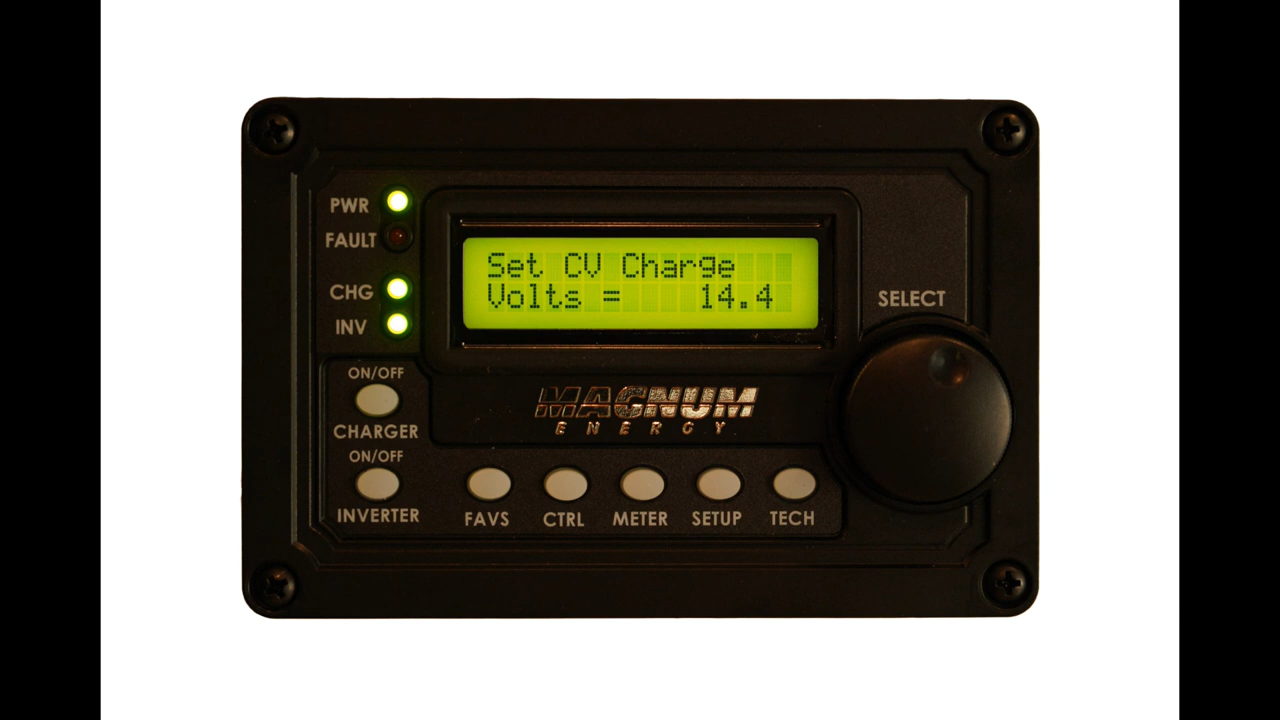 PWR
FAULT
CHG
INV
Set CV Charge
Volts = 14.4
SELECT
ON/OFF
CHARGER
ON/OFF
INVERTER
MAGNUM
ENERGY
FAVS
CTRL
METER
SETUP
TECH